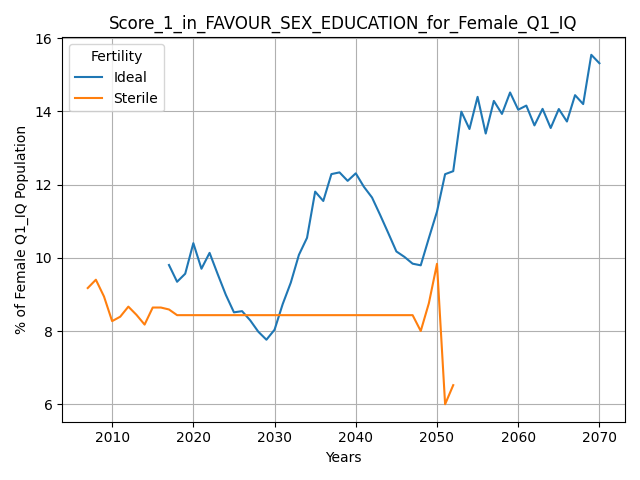 Score_1_in_FAVOUR_SEX_EDUCATION_for_Female_Q1_IQ
Fertility
Ideal
Sterile
% of Female Q1_IQ Population
16
14
12
10
8
6
2010 2020 2030 2040 2050 2060 2070
Years